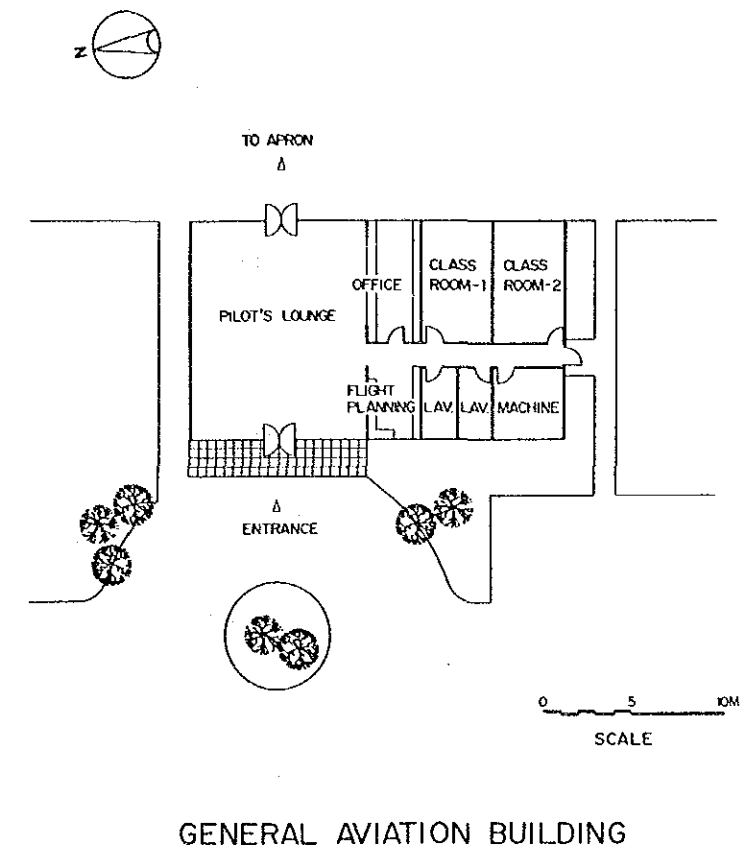 N
TO APRON
OFFICE
CLASS
ROOM-1
CLASS
ROOM-2
PILOT'S LOUNGE
FLIGHT
PLANNING
LAV.
LAV.
MACHINE
ENTRANCE
0 5 10M
SCALE
GENERAL AVIATION BUILDING